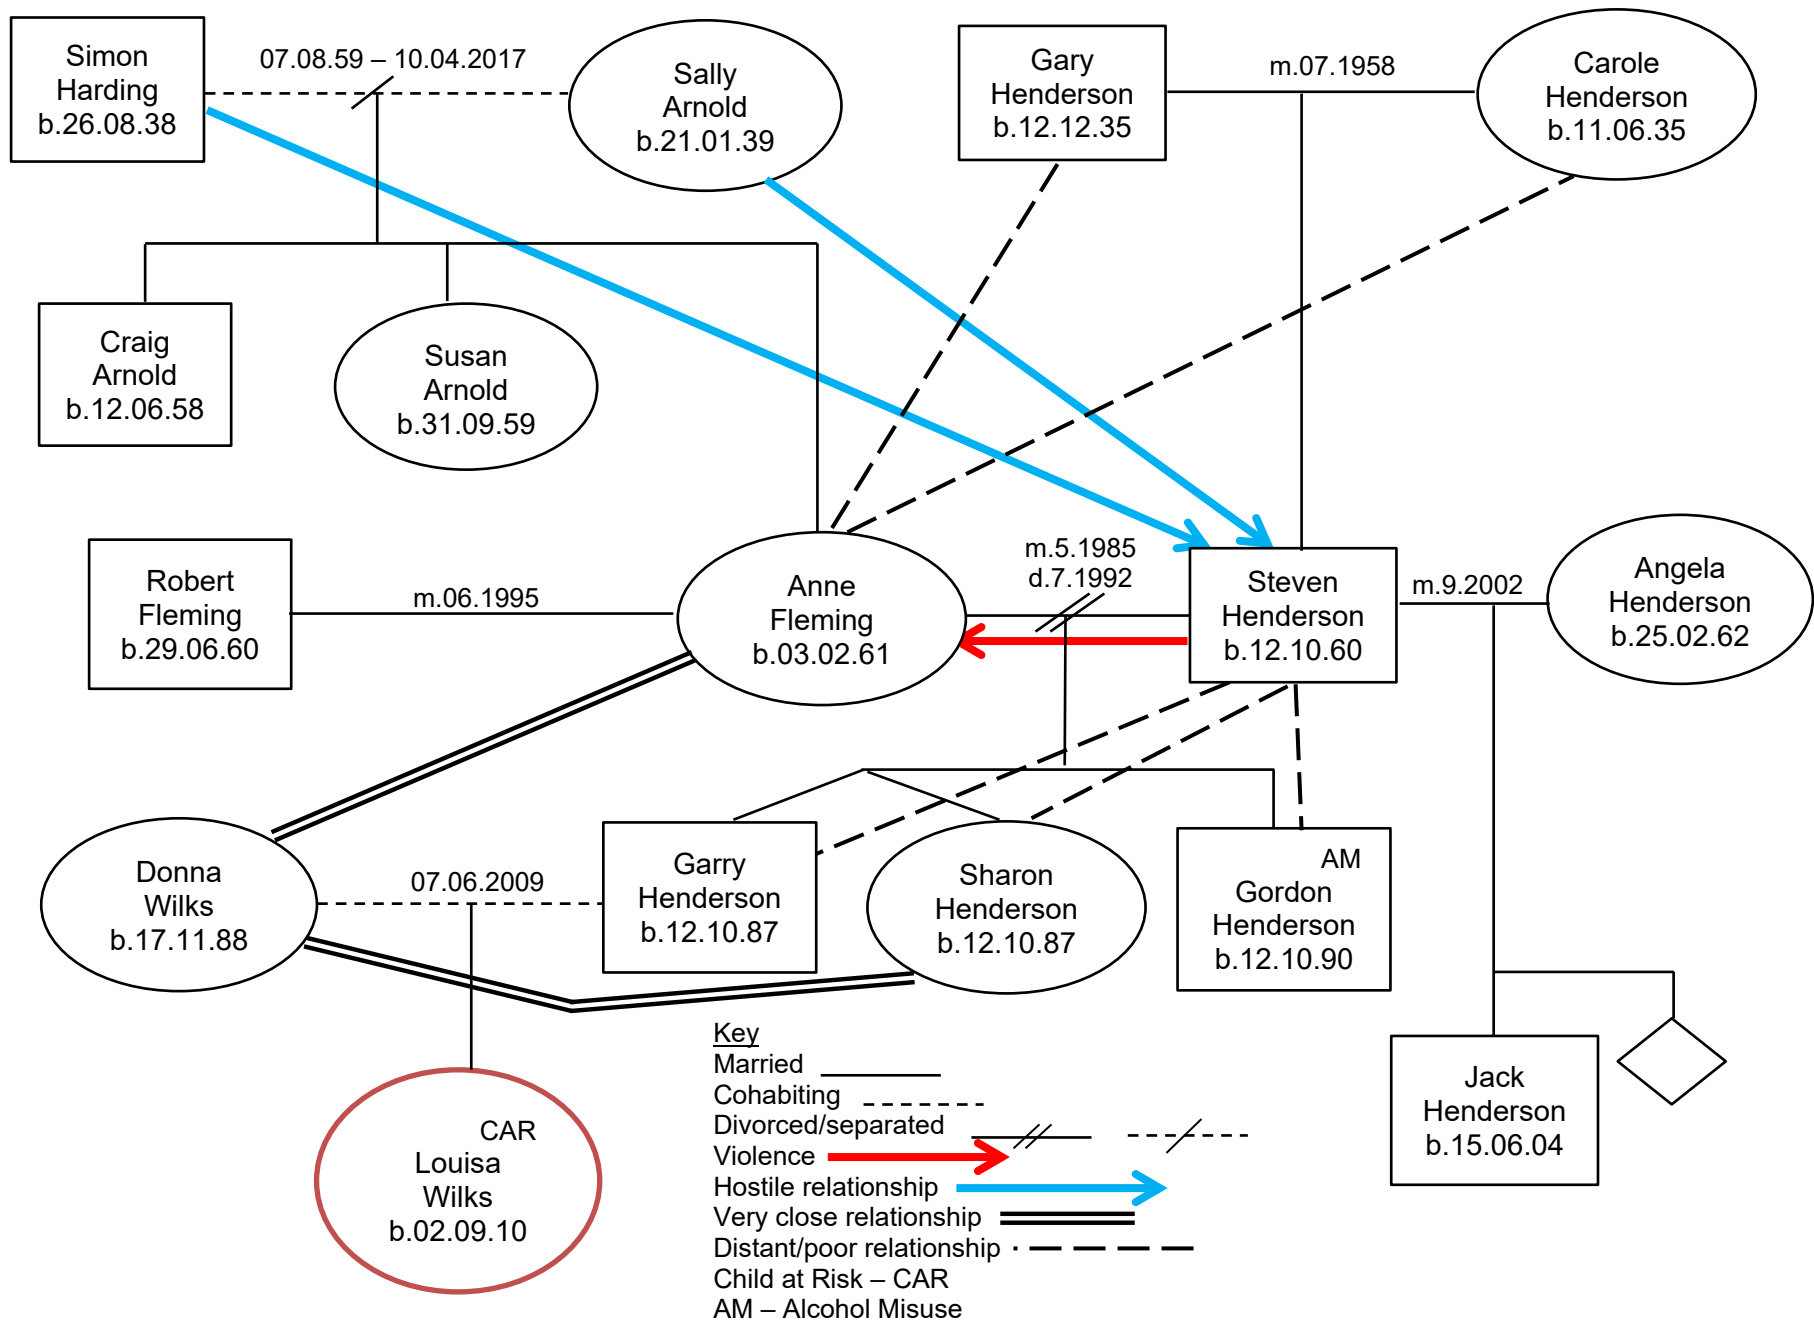 Simon
Harding
b.26.08.38
07.08.59 – 10.04.2017
Sally
Arnold
b.21.01.39
Gary
Henderson
b.12.12.35
m.07.1958
Carole
Henderson
b.11.06.35
Craig
Arnold
b.12.06.58
Susan
Arnold
b.31.09.59
Robert
Fleming
b.29.06.60
m.06.1995
Anne
Fleming
b.03.02.61
m.5.1985
d.7.1992
Steven
Henderson
b.12.10.60
m.9.2002
Angela
Henderson
b.25.02.62
Donna
Wilks
b.17.11.88
07.06.2009
Garry
Henderson
b.12.10.87
Sharon
Henderson
b.12.10.87
AM
Gordon
Henderson
b.12.10.90
CAR
Louisa
Wilks
b.02.09.10
Jack
Henderson
b.15.06.04
Key
Married
Cohabiting
Divorced/separated
Violence
Hostile relationship
Very close relationship
Distant/poor relationship
Child at Risk – CAR
AM – Alcohol Misuse